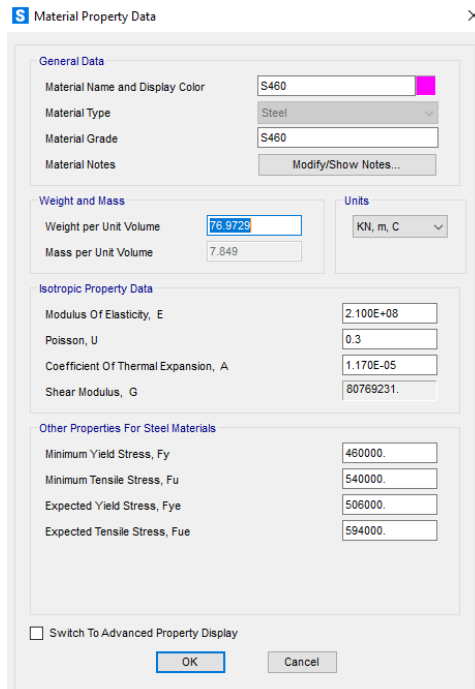 S Material Property Data
General Data
Material Name and Display Color S460
Material Type Steel
Material Grade S460
Material Notes Modify/Show Notes...
Weight and Mass
Weight per Unit Volume 76.9729
Mass per Unit Volume 7.849
Units
KN, m, C
Isotropic Property Data
Modulus Of Elasticity, E 2.100E+08
Poisson, U 0.3
Coefficient Of Thermal Expansion, A 1.170E-05
Shear Modulus, G 80769231.
Other Properties For Steel Materials
Minimum Yield Stress, Fy 460000.
Minimum Tensile Stress, Fu 540000.
Expected Yield Stress, Fye 506000.
Expected Tensile Stress, Fue 594000.
Switch To Advanced Property Display
OK Cancel